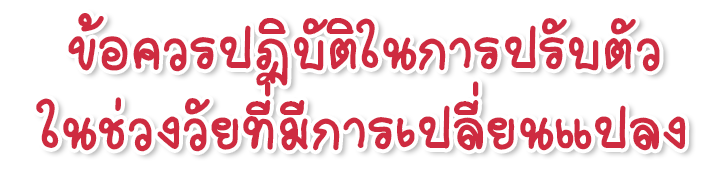 ข้อควรปฏิบัติในการปรับตัว
ในช่วงวัยที่มีการเปลี่ยนแปลง